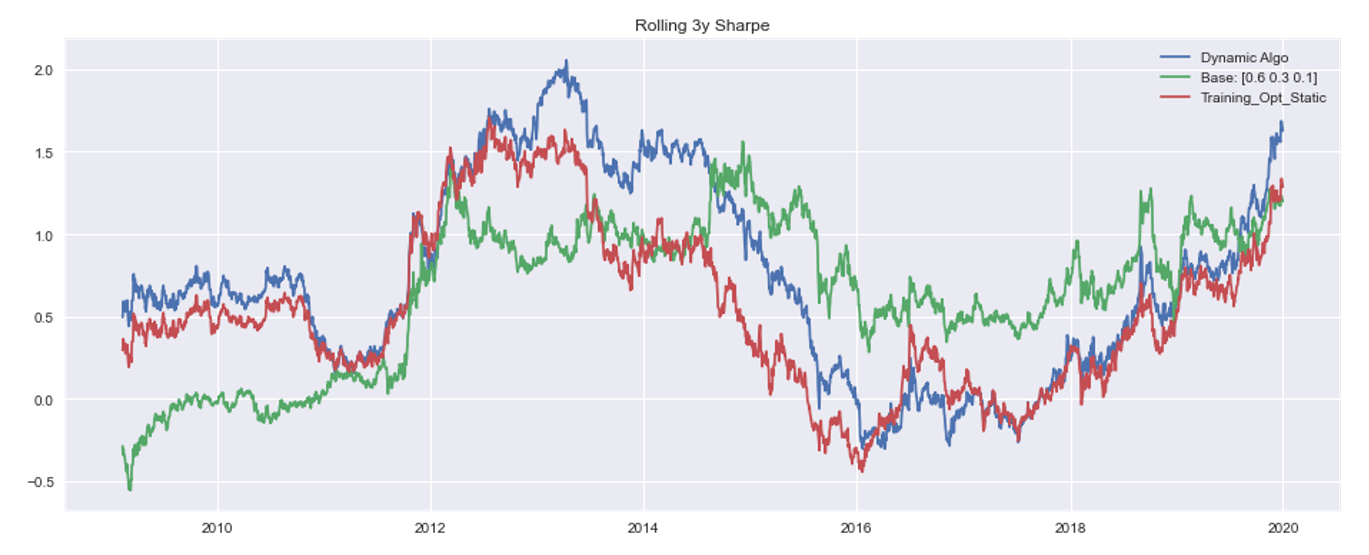 Rolling 3y Sharpe
Dynamic Algo
Base: [0.6 0.3 0.1]
Training_Opt_Static
2.0
1.5
1.0
0.5
0.0
−0.5
2010 2012 2014 2016 2018 2020